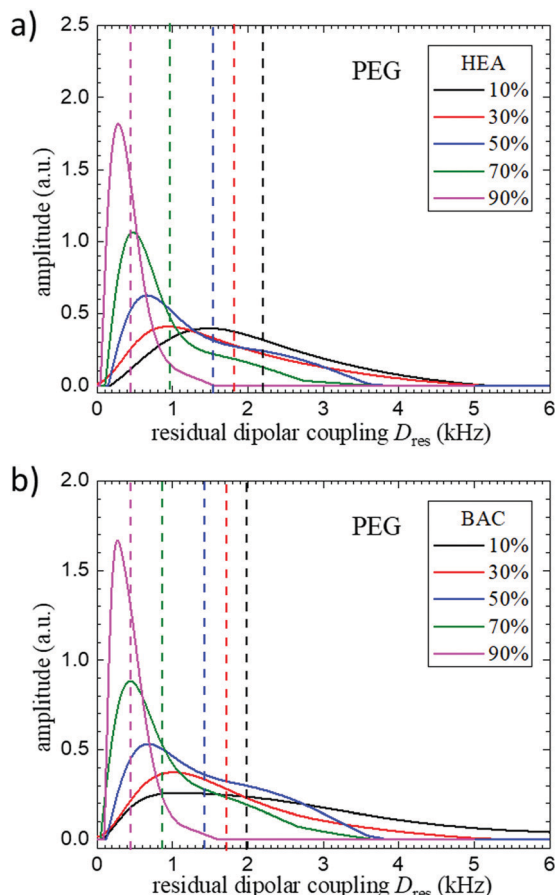 a)
2.5
2.0
1.5
1.0
0.5
0.0
amplitude (a.u.)
PEG
HEA
10%
30%
50%
70%
90%
0 1 2 3 4 5 6
residual dipolar coupling Dres (kHz)
b)
2.0
1.5
1.0
0.5
0.0
amplitude (a.u.)
PEG
BAC
10%
30%
50%
70%
90%
0 1 2 3 4 5 6
residual dipolar coupling Dres (kHz)